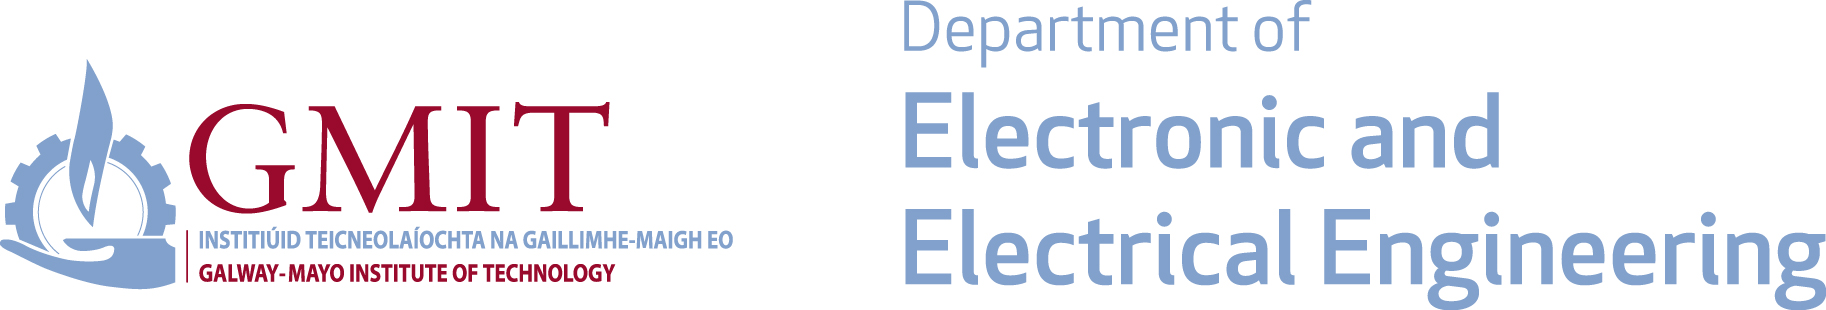 GMIT
INSTITIÚID TEICNEOLAÍOCHTA NA GAILLIMHE-MAIGH EO
GALWAY-MAYO INSTITUTE OF TECHNOLOGY
Department of
Electronic and
Electrical Engineering